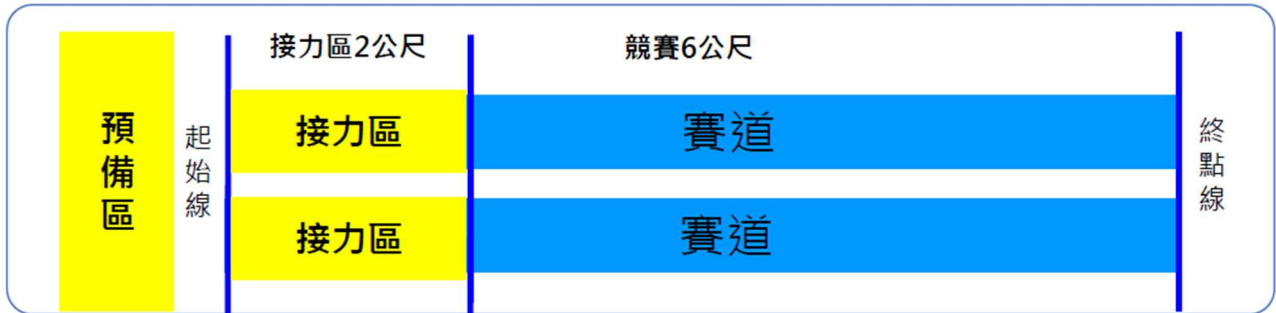 接力區2公尺
競賽6公尺
預備區
起始線
接力區
賽道
終點線
接力區
賽道